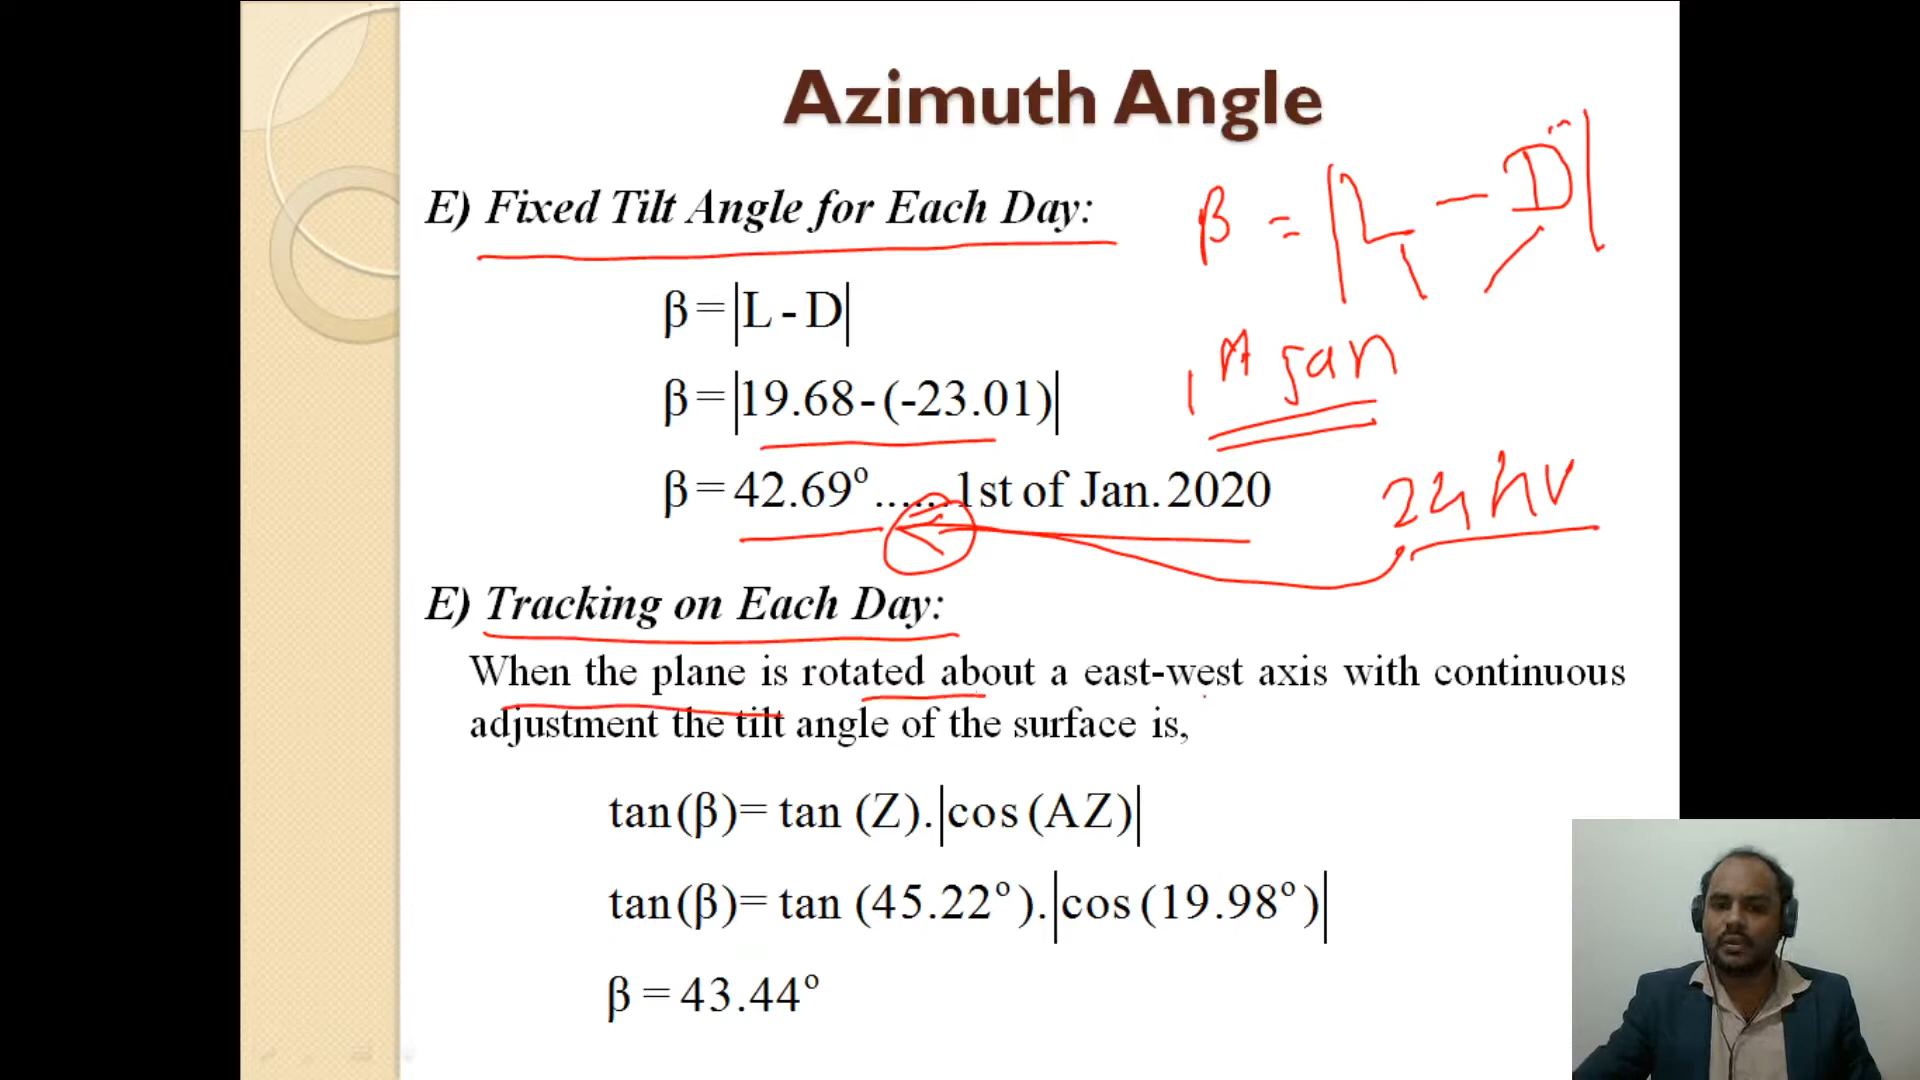 Azimuth Angle
E) Fixed Tilt Angle for Each Day:
β = |L - D|
β = |L - D|
β = |19.68 - (-23.01)|
1st Jan
β = 42.69° ...... 1st of Jan. 2020
24 hr
E) Tracking on Each Day:
When the plane is rotated about a east-west axis with continuous
adjustment the tilt angle of the surface is,
tan(β)= tan (Z).|cos (AZ)|
tan(β)= tan (45.22°).|cos (19.98°)|
β = 43.44°